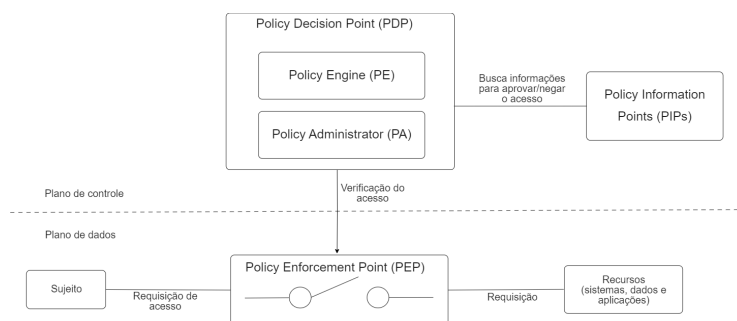 Policy Decision Point (PDP)
Policy Engine (PE)
Policy Administrator (PA)
Busca informações
para aprovar/negar
o acesso
Policy Information
Points (PIPs)
Verificação do
acesso
Plano de controle
Plano de dados
Sujeito
Requisição de
acesso
Policy Enforcement Point (PEP)
Requisição
Recursos
(sistemas, dados e
aplicações)